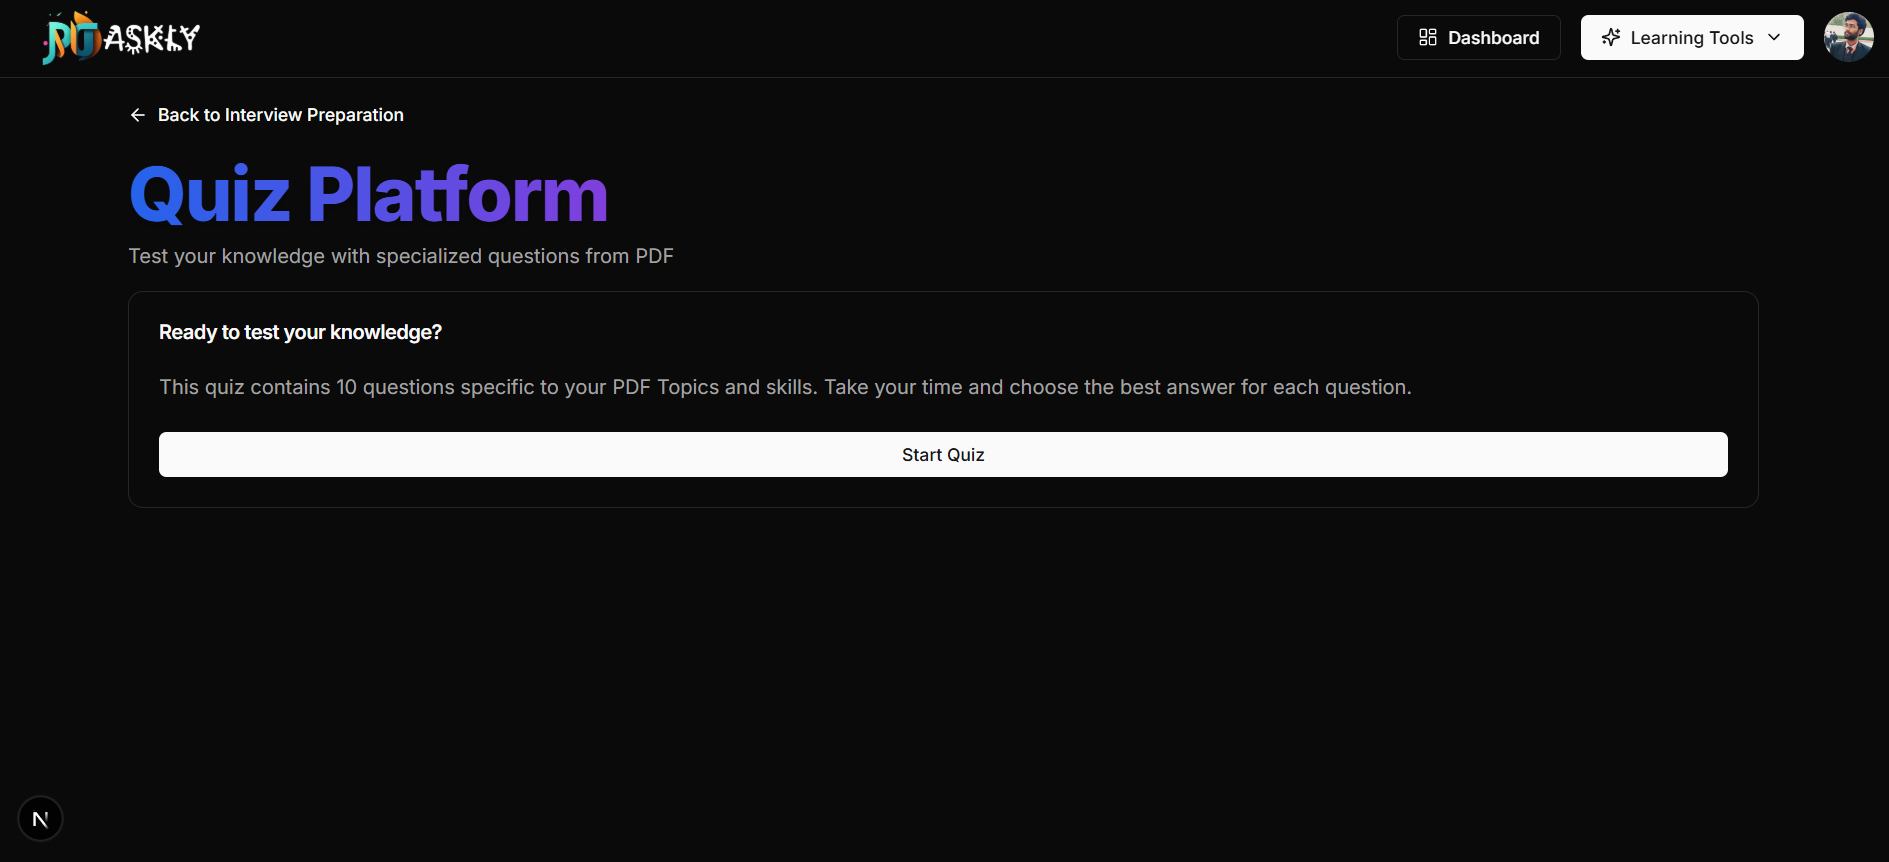 ASKLY
Dashboard
Learning Tools
Back to Interview Preparation
Quiz Platform
Test your knowledge with specialized questions from PDF
Ready to test your knowledge?
This quiz contains 10 questions specific to your PDF Topics and skills. Take your time and choose the best answer for each question.
Start Quiz
N